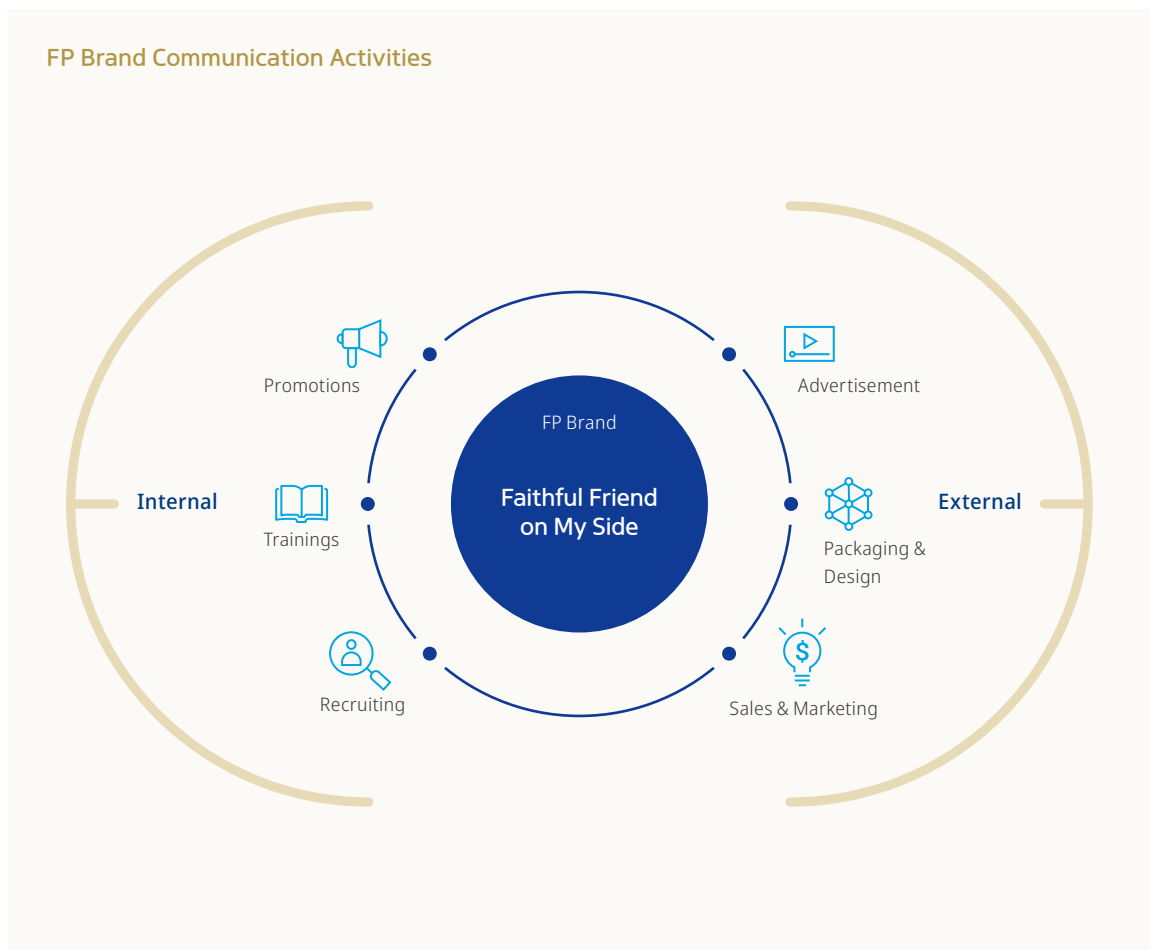 FP Brand Communication Activities
Internal
Promotions
Trainings
Recruiting
FP Brand
Faithful Friend
on My Side
$
Advertisement
Packaging &
Design
Sales & Marketing
External